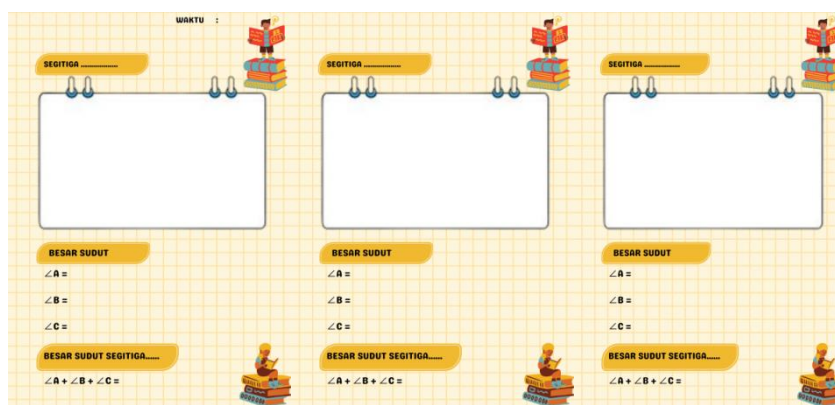 WAKTU :
SEGITIGA ..................
BESAR SUDUT
∠A =
∠B =
∠C =
BESAR SUDUT SEGITIGA......
∠A + ∠B + ∠C =
SEGITIGA ..................
BESAR SUDUT
∠A =
∠B =
∠C =
BESAR SUDUT SEGITIGA......
∠A + ∠B + ∠C =
SEGITIGA ..................
BESAR SUDUT
∠A =
∠B =
∠C =
BESAR SUDUT SEGITIGA......
∠A + ∠B + ∠C =